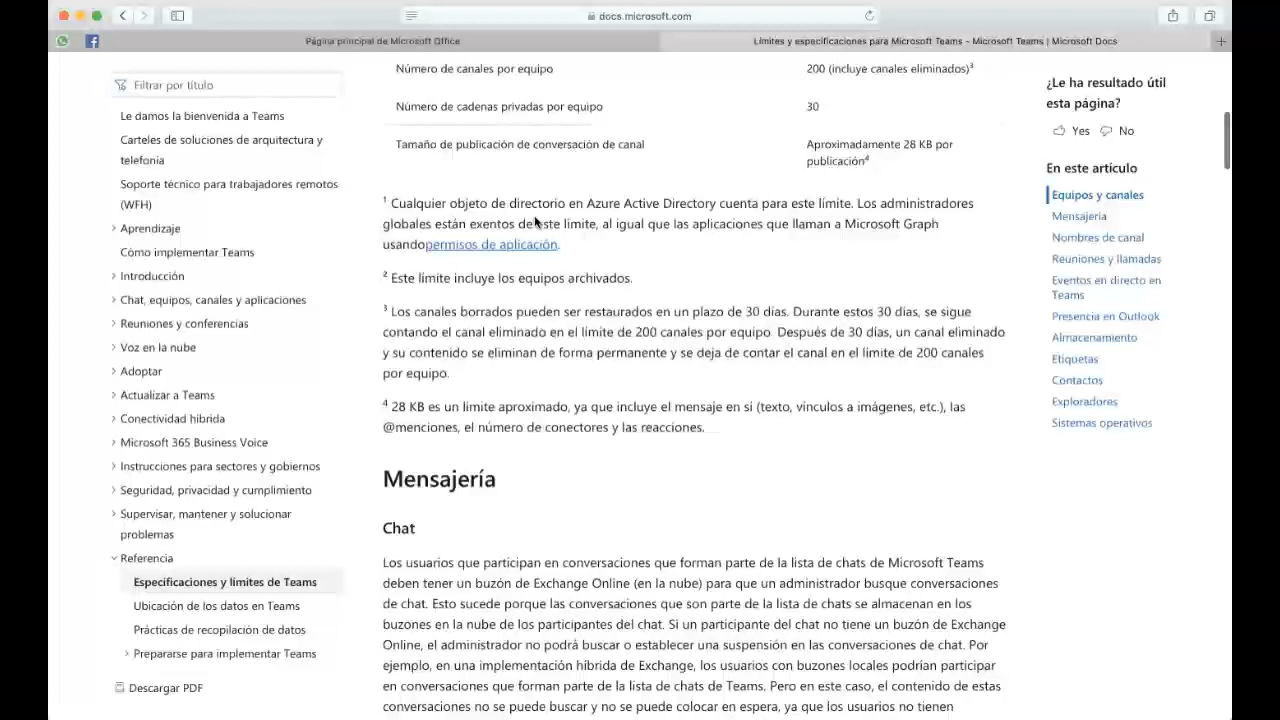 docs.microsoft.com
Página principal de Microsoft Office
Límites y especificaciones para Microsoft Teams - Microsoft Teams | Microsoft Docs
Filtrar por título
Le damos la bienvenida a Teams
Carteles de soluciones de arquitectura y
telefonía
Soporte técnico para trabajadores remotos
(WFH)
Aprendizaje
Cómo implementar Teams
Introducción
Chat, equipos, canales y aplicaciones
Reuniones y conferencias
Voz en la nube
Adoptar
Actualizar a Teams
Conectividad híbrida
Microsoft 365 Business Voice
Instrucciones para sectores y gobiernos
Seguridad, privacidad y cumplimiento
Supervisar, mantener y solucionar
problemas
Referencia
Especificaciones y límites de Teams
Ubicación de los datos en Teams
Prácticas de recopilación de datos
Prepararse para implementar Teams
Descargar PDF
Número de canales por equipo 200 (incluye canales eliminados)³
Número de cadenas privadas por equipo 30
Tamaño de publicación de conversación de canal Aproximadamente 28 KB por
publicación⁴
¹ Cualquier objeto de directorio en Azure Active Directory cuenta para este límite. Los administradores
globales están exentos de este límite, al igual que las aplicaciones que llaman a Microsoft Graph
usandopermisos de aplicación.
² Este límite incluye los equipos archivados.
³ Los canales borrados pueden ser restaurados en un plazo de 30 días. Durante estos 30 días, se sigue
contando el canal eliminado en el límite de 200 canales por equipo. Después de 30 días, un canal eliminado
y su contenido se eliminan de forma permanente y se deja de contar el canal en el límite de 200 canales
por equipo.
⁴ 28 KB es un límite aproximado, ya que incluye el mensaje en sí (texto, vínculos a imágenes, etc.), las
@menciones, el número de conectores y las reacciones.
Mensajería
Chat
Los usuarios que participan en conversaciones que forman parte de la lista de chats de Microsoft Teams
deben tener un buzón de Exchange Online (en la nube) para que un administrador busque conversaciones
de chat. Esto sucede porque las conversaciones que son parte de la lista de chats se almacenan en los
buzones en la nube de los participantes del chat. Si un participante del chat no tiene un buzón de Exchange
Online, el administrador no podrá buscar o establecer una suspensión en las conversaciones de chat. Por
ejemplo, en una implementación híbrida de Exchange, los usuarios con buzones locales podrían participar
en conversaciones que forman parte de la lista de chats de Teams. Pero en este caso, el contenido de estas
conversaciones no se puede buscar y no se puede colocar en espera, ya que los usuarios no tienen
¿Le ha resultado útil
esta página?
Yes No
En este artículo
Equipos y canales
Mensajería
Nombres de canal
Reuniones y llamadas
Eventos en directo en
Teams
Presencia en Outlook
Almacenamiento
Etiquetas
Contactos
Exploradores
Sistemas operativos